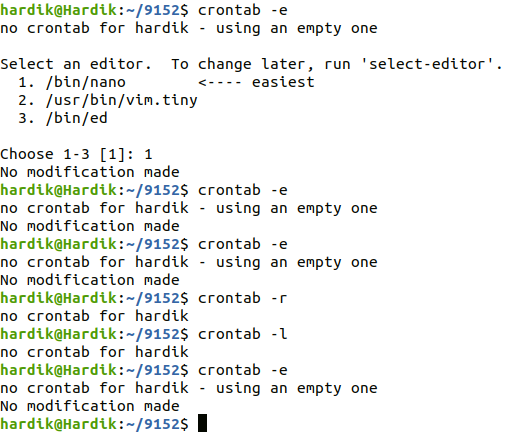 hardik@Hardik:~/9152$ crontab -e
no crontab for hardik - using an empty one

Select an editor.  To change later, run 'select-editor'.
  1. /bin/nano        <---- easiest
  2. /usr/bin/vim.tiny
  3. /bin/ed

Choose 1-3 [1]: 1
No modification made
hardik@Hardik:~/9152$ crontab -e
no crontab for hardik - using an empty one
No modification made
hardik@Hardik:~/9152$ crontab -e
no crontab for hardik - using an empty one
No modification made
hardik@Hardik:~/9152$ crontab -r
no crontab for hardik
hardik@Hardik:~/9152$ crontab -l
no crontab for hardik
hardik@Hardik:~/9152$ crontab -e
no crontab for hardik - using an empty one
No modification made
hardik@Hardik:~/9152$